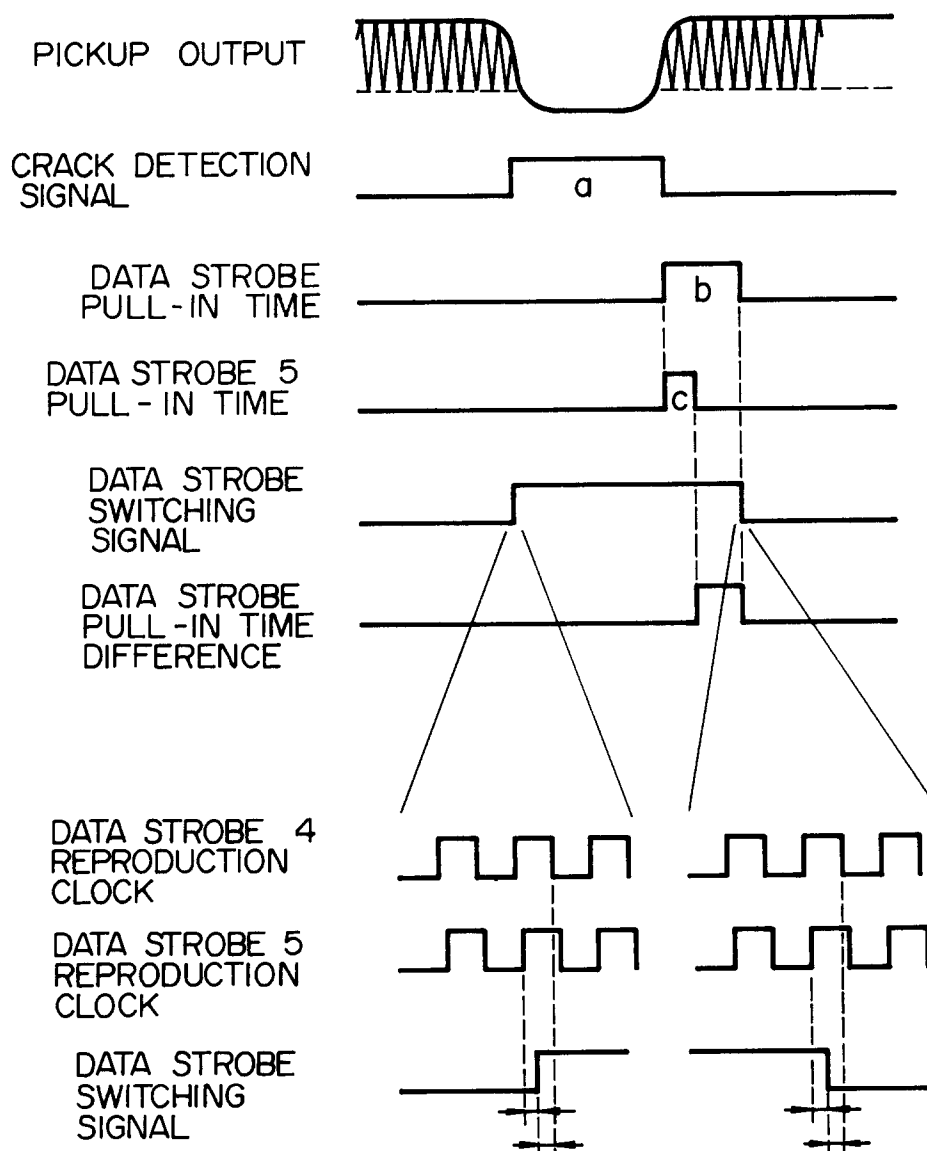 PICKUP OUTPUT
CRACK DETECTION
SIGNAL
a
DATA STROBE
PULL-IN TIME
b
DATA STROBE 5
PULL-IN TIME
c
DATA STROBE
SWITCHING
SIGNAL
DATA STROBE
PULL-IN TIME
DIFFERENCE
DATA STROBE 4
REPRODUCTION
CLOCK
DATA STROBE 5
REPRODUCTION
CLOCK
DATA STROBE
SWITCHING
SIGNAL